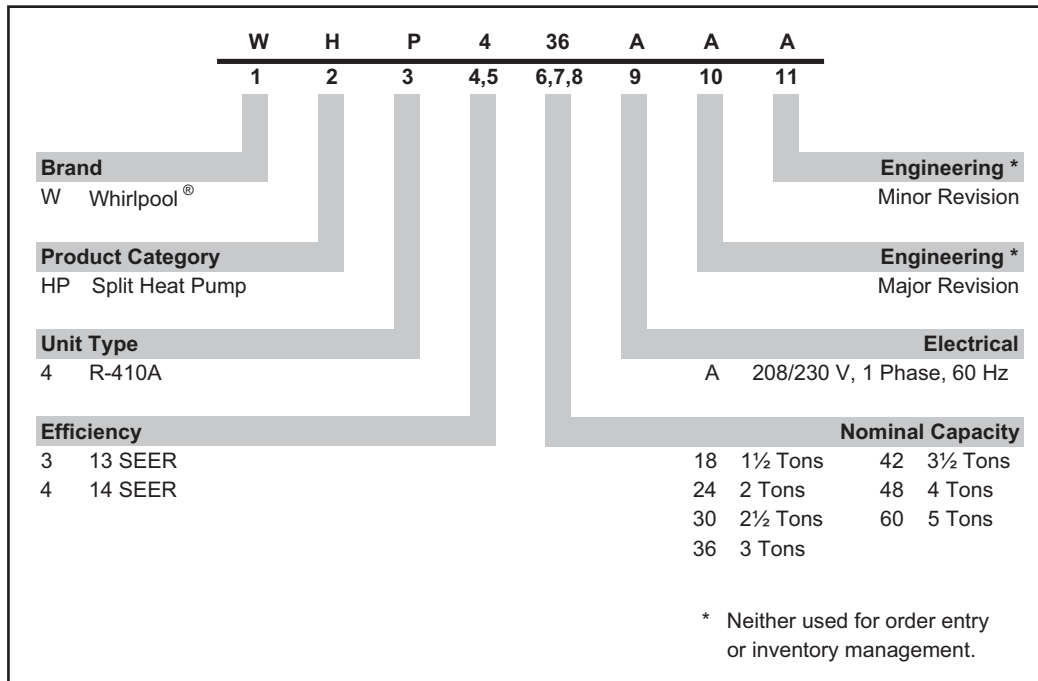 W H P 4 36 A A A
1 2 3 4,5 6,7,8 9 10 11
Brand
W Whirlpool ®
Product Category
HP Split Heat Pump
Unit Type
4 R-410A
Efficiency
3 13 SEER
4 14 SEER
Engineering *
Minor Revision
Engineering *
Major Revision
Electrical
A 208/230 V, 1 Phase, 60 Hz
Nominal Capacity
18 1½ Tons 42 3½ Tons
24 2 Tons 48 4 Tons
30 2½ Tons 60 5 Tons
36 3 Tons
* Neither used for order entry
or inventory management.